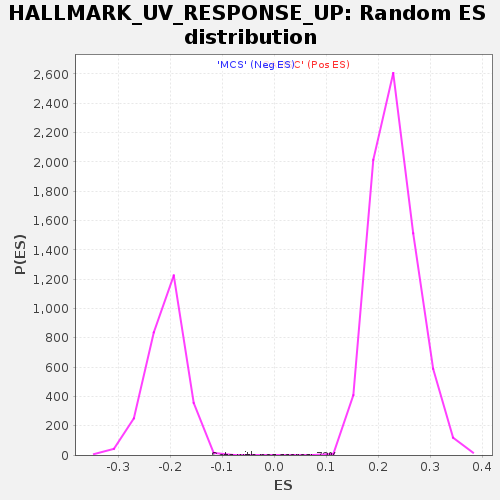 HALLMARK_UV_RESPONSE_UP: Random ES
distribution
'MCS' (Neg ES)C' (Pos ES)
2,600
2,400
2,200
2,000
1,800
1,600
1,400
1,200
1,000
800
600
400
200
0
P(ES)
-0.3 -0.2 -0.1 0.0 0.1 0.2 0.3 0.4
ES